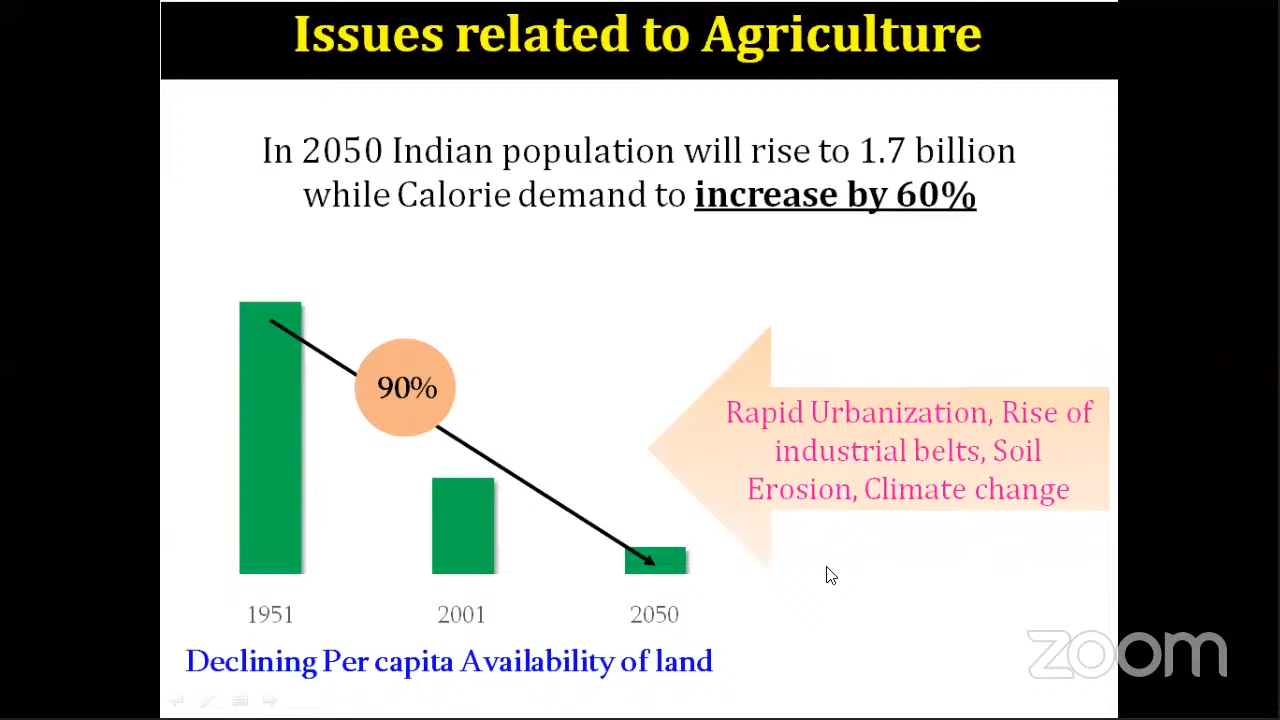 Issues related to Agriculture
In 2050 Indian population will rise to 1.7 billion
while Calorie demand to increase by 60%
90%
Rapid Urbanization, Rise of
industrial belts, Soil
Erosion, Climate change
1951 2001 2050
Declining Per capita Availability of land
zoom